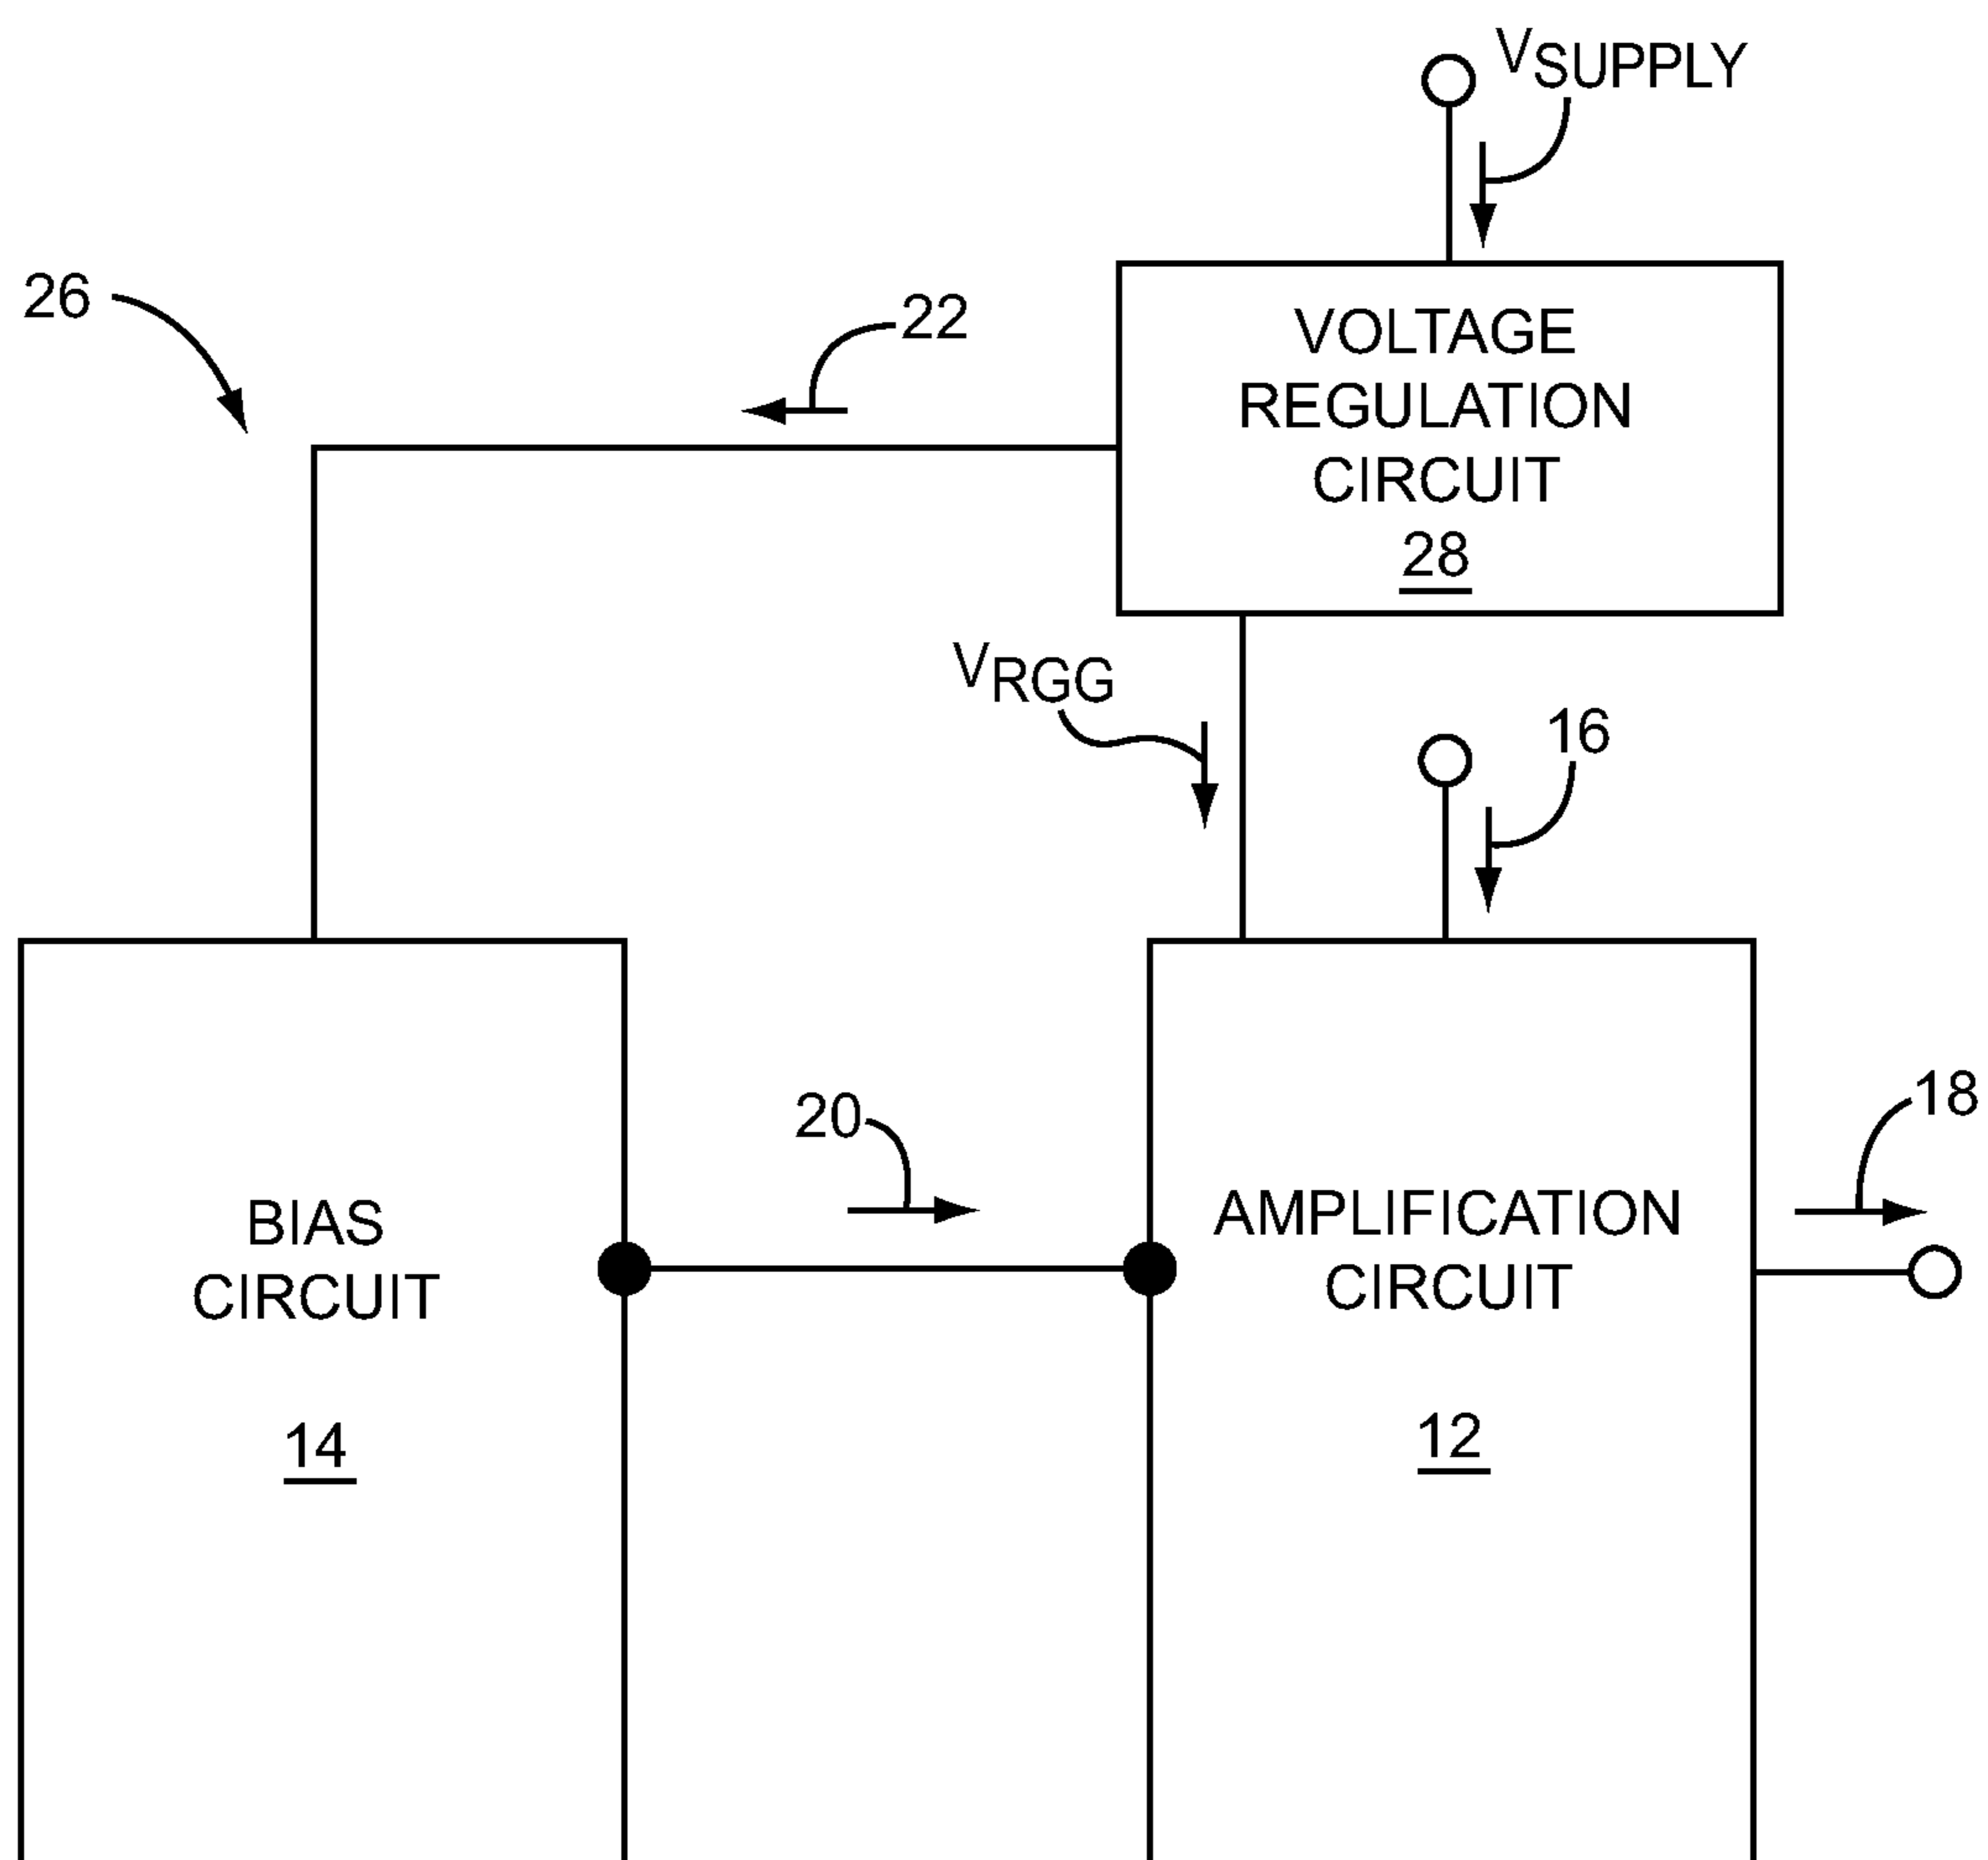 VSUPPLY
26
22
VOLTAGE
REGULATION
CIRCUIT
28
VRGG
16
18
20
BIAS
CIRCUIT
14
AMPLIFICATION
CIRCUIT
12